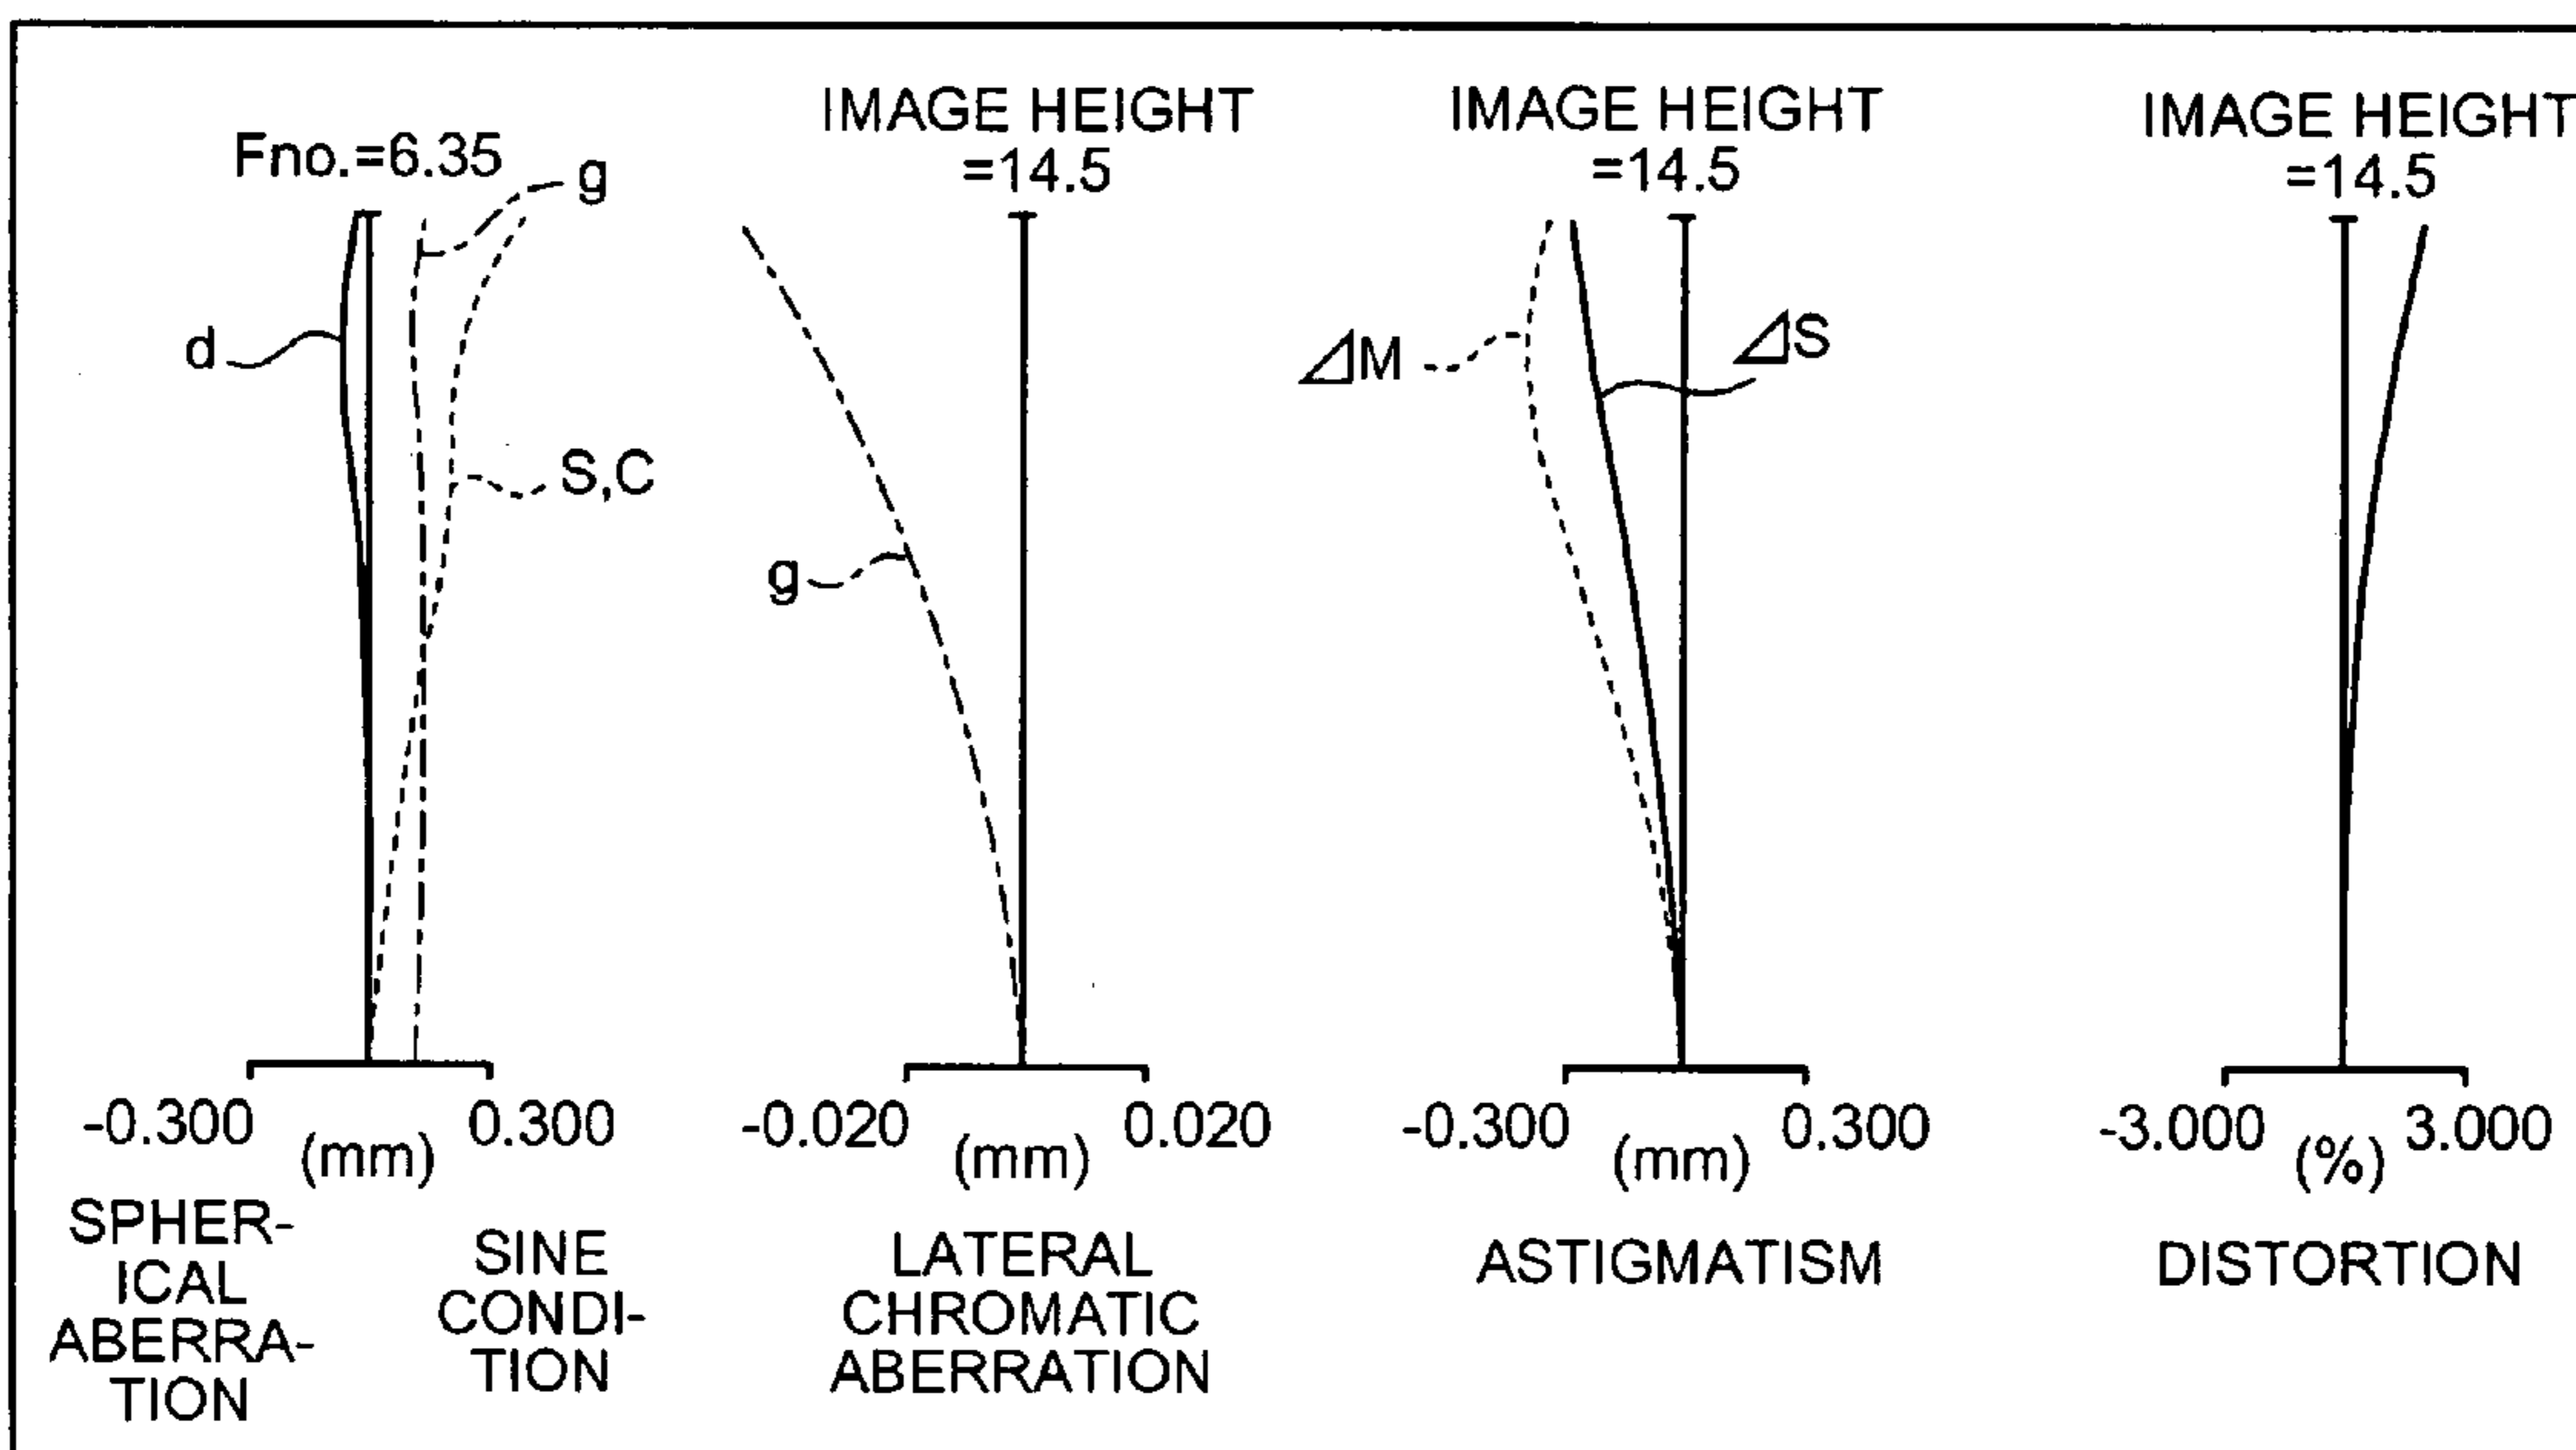 Fno.=6.35
g
d
S,C
-0.300
0.300
(mm)
SPHER-
ICAL
ABERRA-
TION
SINE
CONDI-
TION
IMAGE HEIGHT
=14.5
g
-0.020
0.020
(mm)
LATERAL
CHROMATIC
ABERRATION
IMAGE HEIGHT
=14.5
⊿M
⊿S
-0.300
0.300
(mm)
ASTIGMATISM
IMAGE HEIGHT
=14.5
-3.000
3.000
(%)
DISTORTION